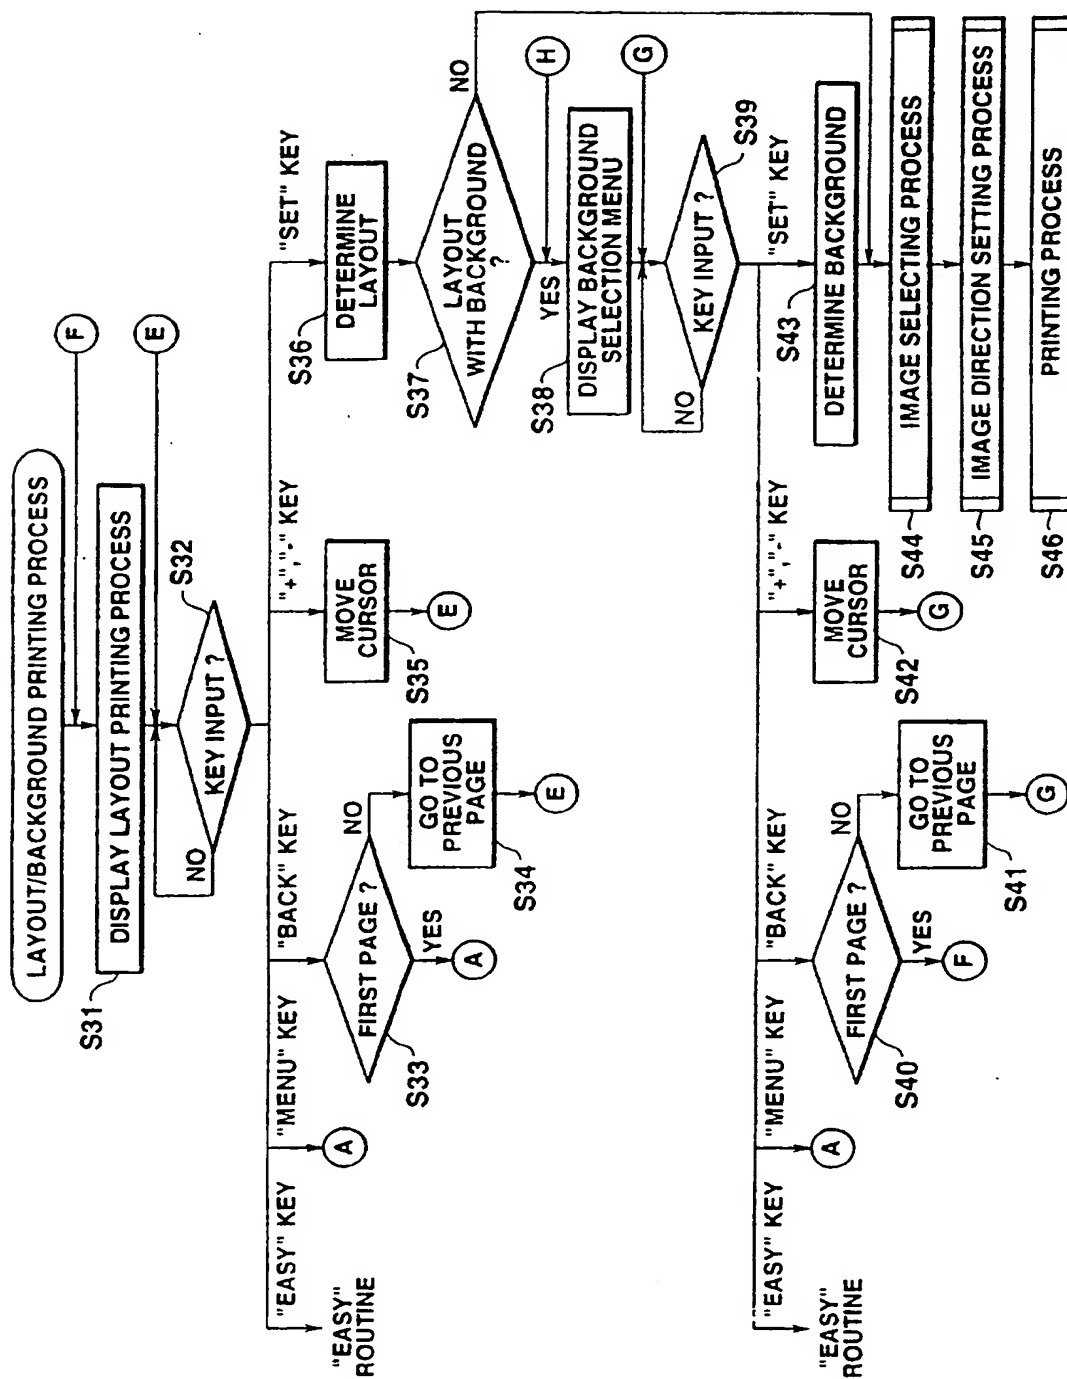 LAYOUT/BACKGROUND PRINTING PROCESS
F
S31
DISPLAY LAYOUT PRINTING PROCESS
E
S32
KEY INPUT ?
NO
"EASY" KEY
"MENU" KEY
"BACK" KEY
"+","-" KEY
"SET" KEY
"EASY"
ROUTINE
A
S33
FIRST PAGE ?
NO
YES
A
GO TO
PREVIOUS
PAGE
S34
E
MOVE
CURSOR
S35
E
S36
DETERMINE
LAYOUT
S37
LAYOUT
WITH BACKGROUND
?
NO
YES
H
S38
DISPLAY BACKGROUND
SELECTION MENU
G
S39
KEY INPUT ?
NO
"EASY" KEY
"MENU" KEY
"BACK" KEY
"+","-" KEY
"SET" KEY
"EASY"
ROUTINE
A
S40
FIRST PAGE ?
NO
YES
F
GO TO
PREVIOUS
PAGE
S41
G
MOVE
CURSOR
S42
G
S43
DETERMINE BACKGROUND
S44
IMAGE SELECTING PROCESS
S45
IMAGE DIRECTION SETTING PROCESS
S46
PRINTING PROCESS